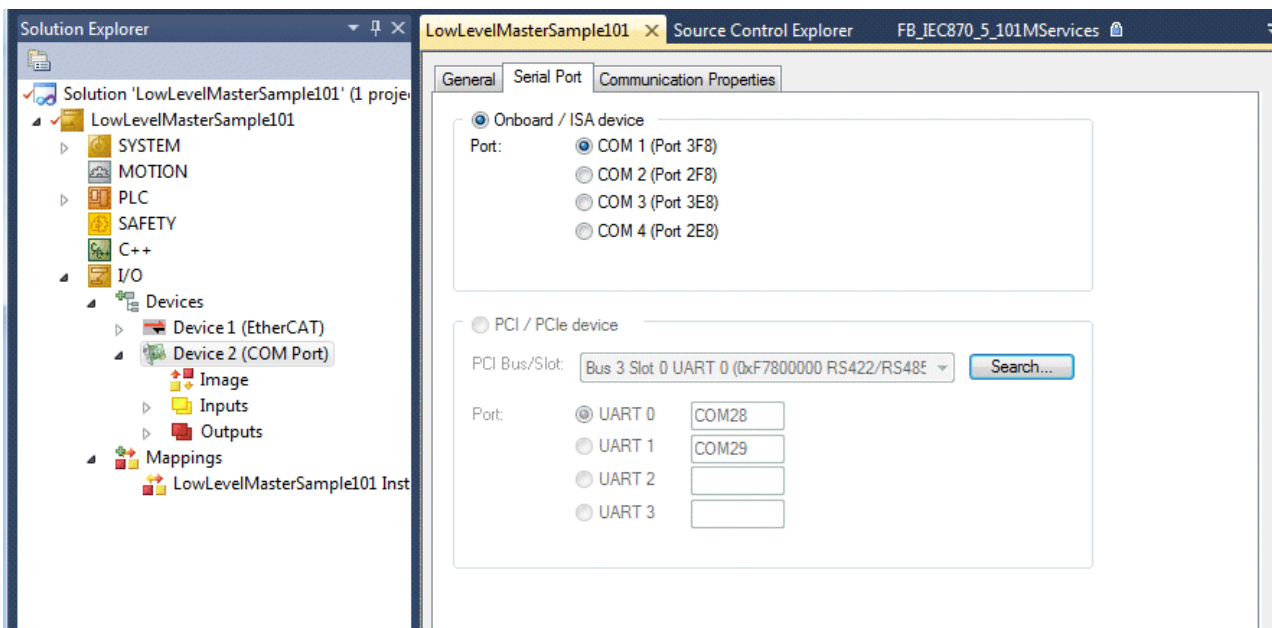 Solution Explorer
Solution 'LowLevelMasterSample101' (1 proje
LowLevelMasterSample101
SYSTEM
MOTION
PLC
SAFETY
C++
I/O
Devices
Device 1 (EtherCAT)
Device 2 (COM Port)
Image
Inputs
Outputs
Mappings
LowLevelMasterSample101 Inst
LowLevelMasterSample101 Source Control Explorer FB_IEC870_5_101MServices
General Serial Port Communication Properties
Onboard / ISA device
Port: COM 1 (Port 3F8)
COM 2 (Port 2F8)
COM 3 (Port 3E8)
COM 4 (Port 2E8)
PCI / PCIe device
PCI Bus/Slot: Bus 3 Slot 0 UART 0 (0xF7800000 RS422/RS485 Search...
Port: UART 0 COM28
UART 1 COM29
UART 2
UART 3